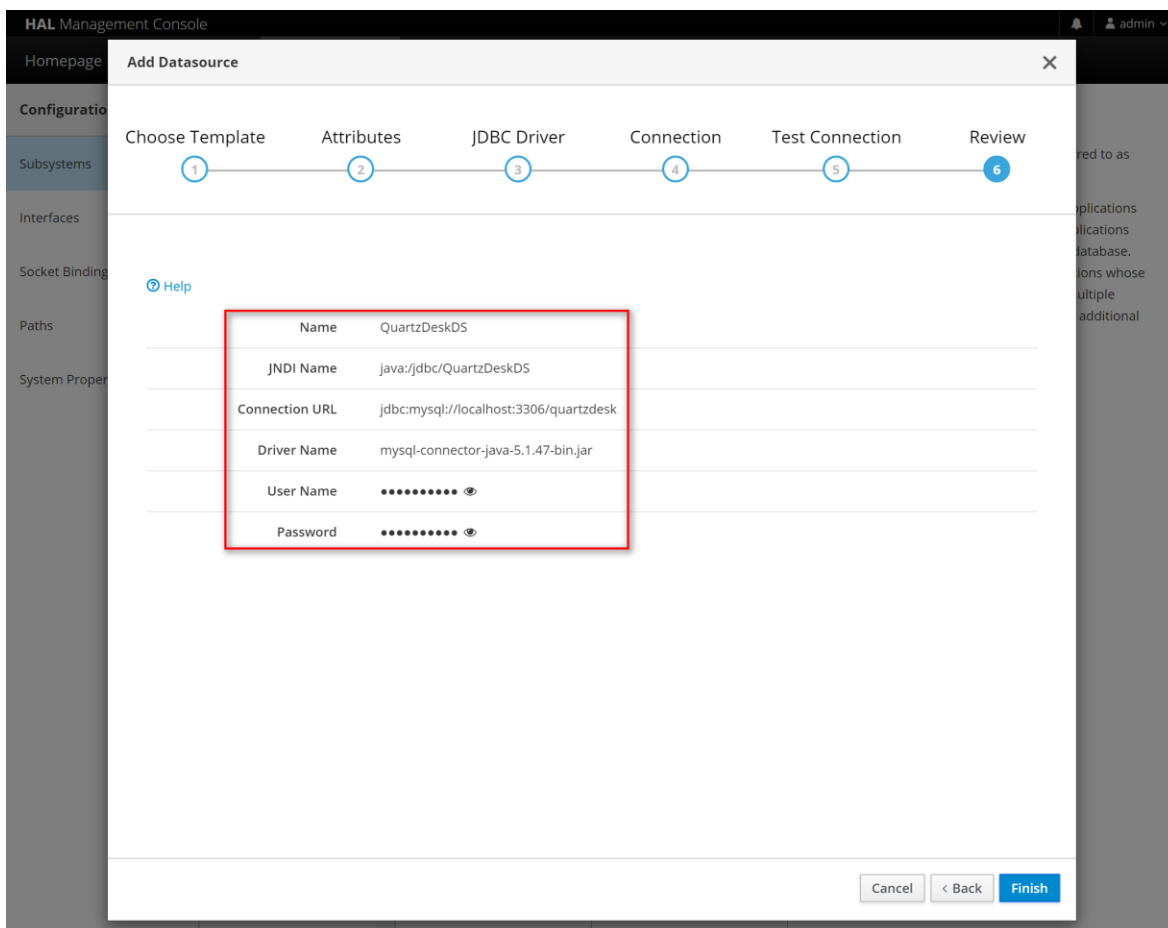 HAL Management Console
admin
Homepage
Add Datasource
Configuratio
Choose Template Attributes JDBC Driver Connection Test Connection Review
1 2 3 4 5 6
Subsystems
red to as
Interfaces
pplications
plications
database.
Socket Binding
ions whose
Help
ultiple
Paths
additional
Name QuartzDeskDS
JNDI Name java:/jdbc/QuartzDeskDS
System Proper
Connection URL jdbc:mysql://localhost:3306/quartzdesk
Driver Name mysql-connector-java-5.1.47-bin.jar
User Name ••••••••••
Password ••••••••••
Cancel < Back Finish